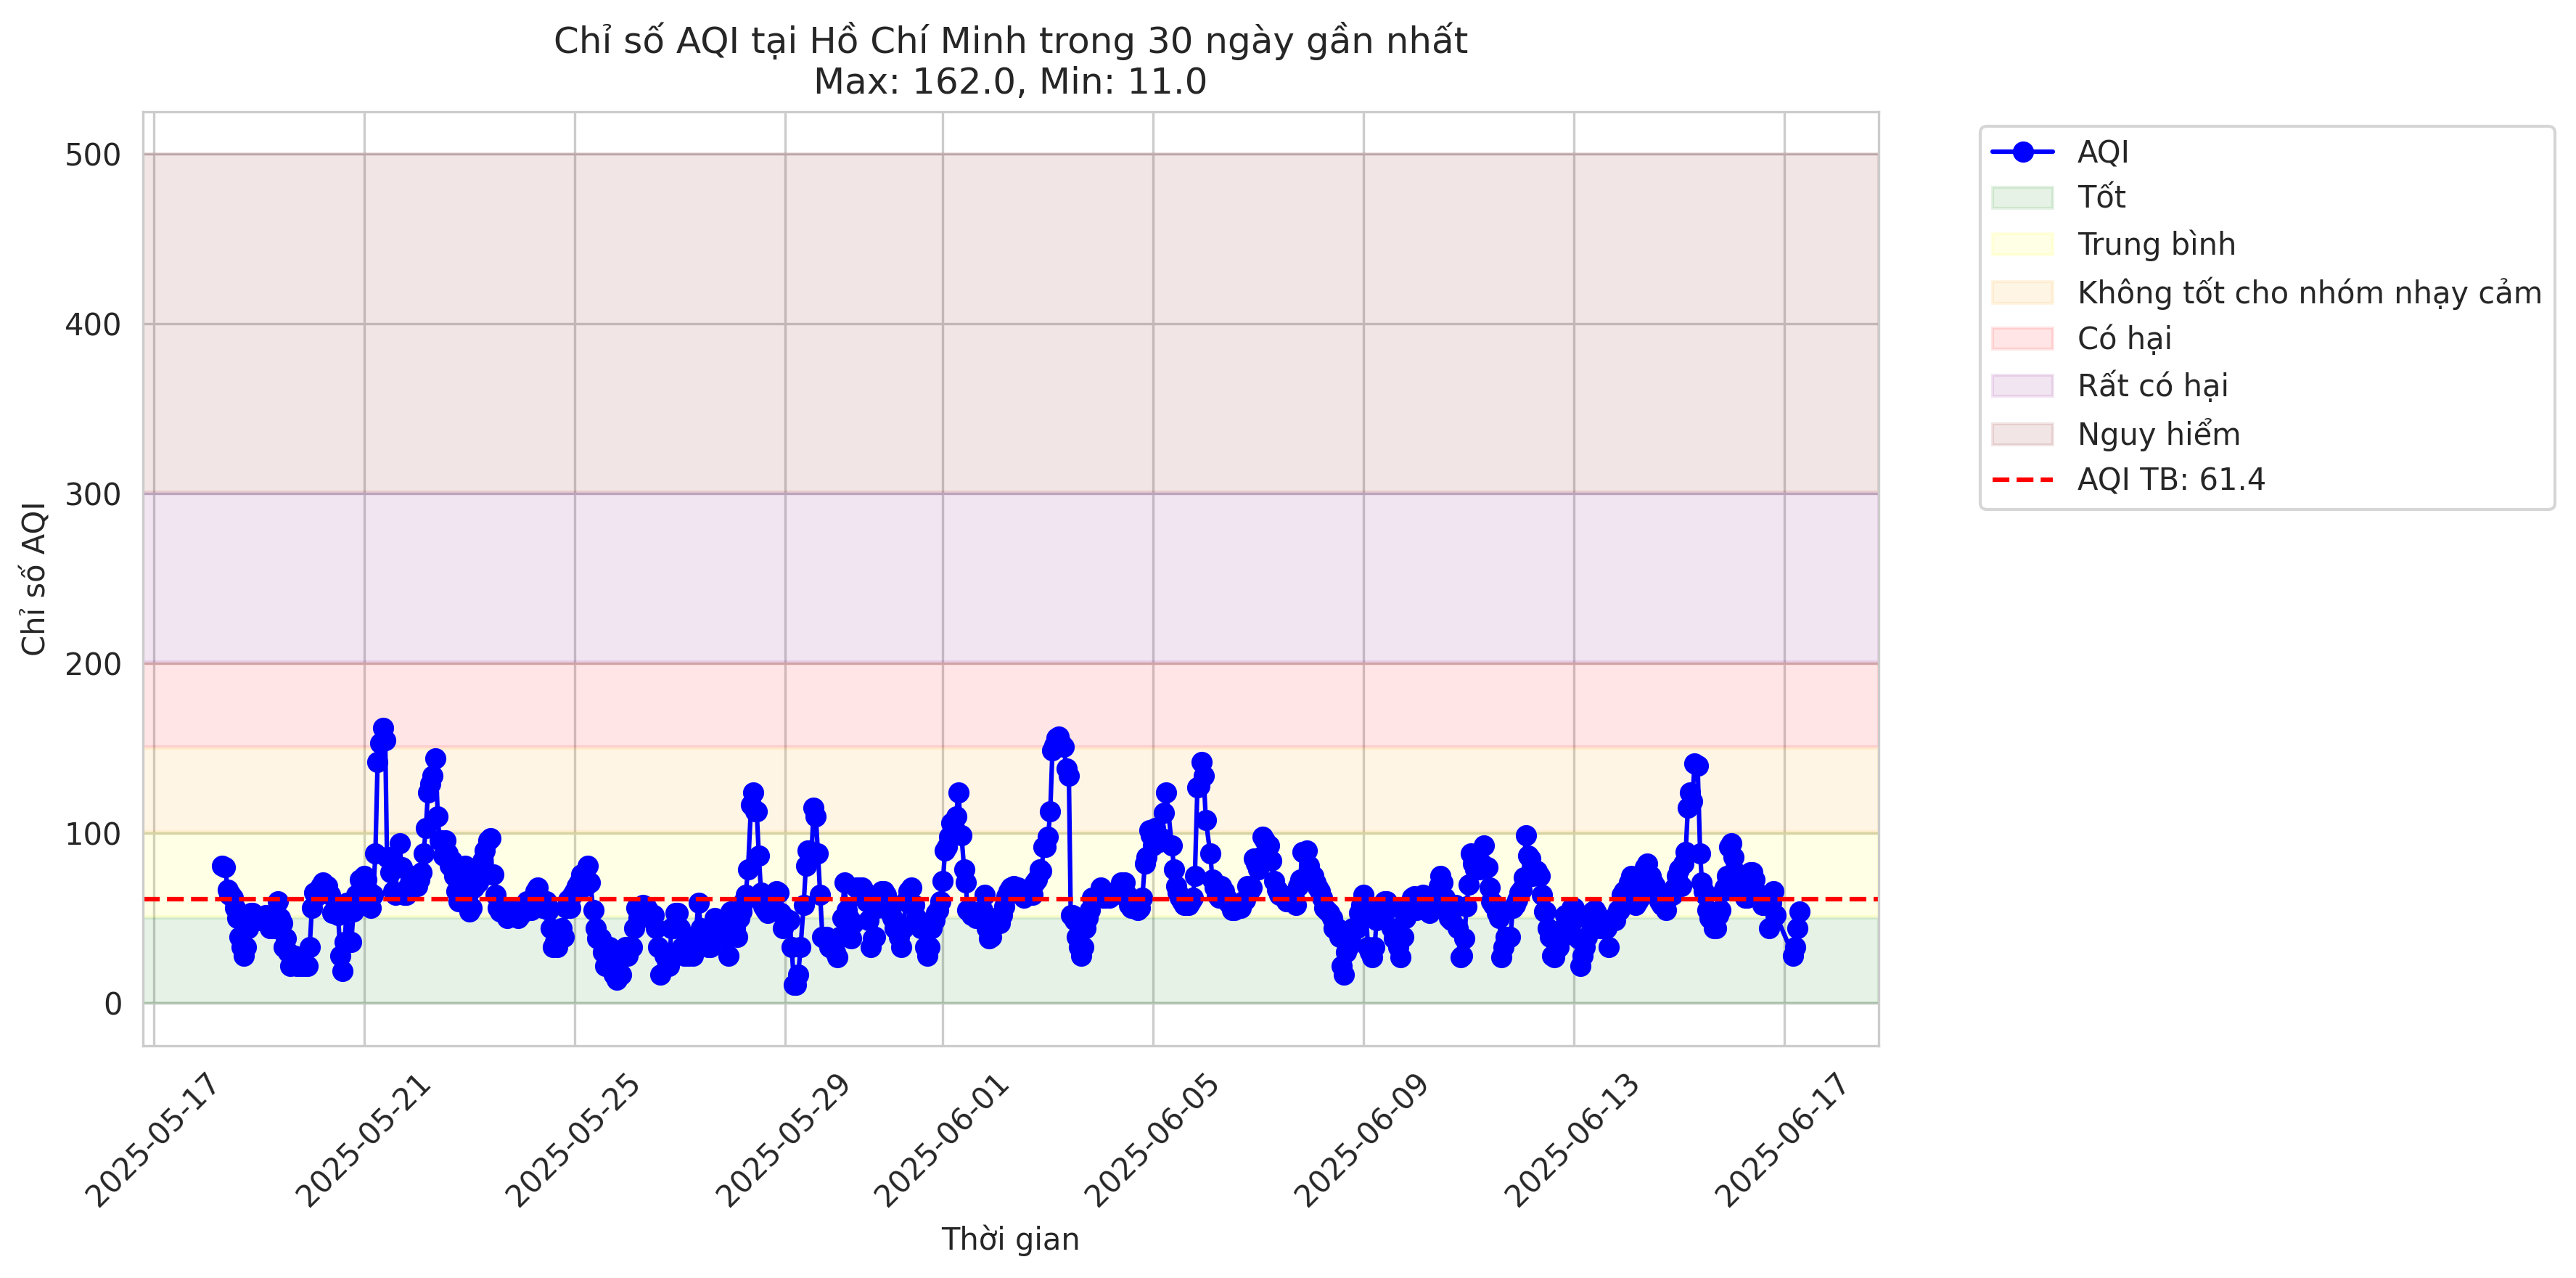 Chỉ số AQI tại Hồ Chí Minh trong 30 ngày gần nhất
Max: 162.0, Min: 11.0
Chỉ số AQI
500
400
300
200
100
0
2025-05-17
2025-05-21
2025-05-25
2025-05-29
2025-06-01
2025-06-05
2025-06-09
2025-06-13
2025-06-17
Thời gian
AQI
Tốt
Trung bình
Không tốt cho nhóm nhạy cảm
Có hại
Rất có hại
Nguy hiểm
AQI TB: 61.4